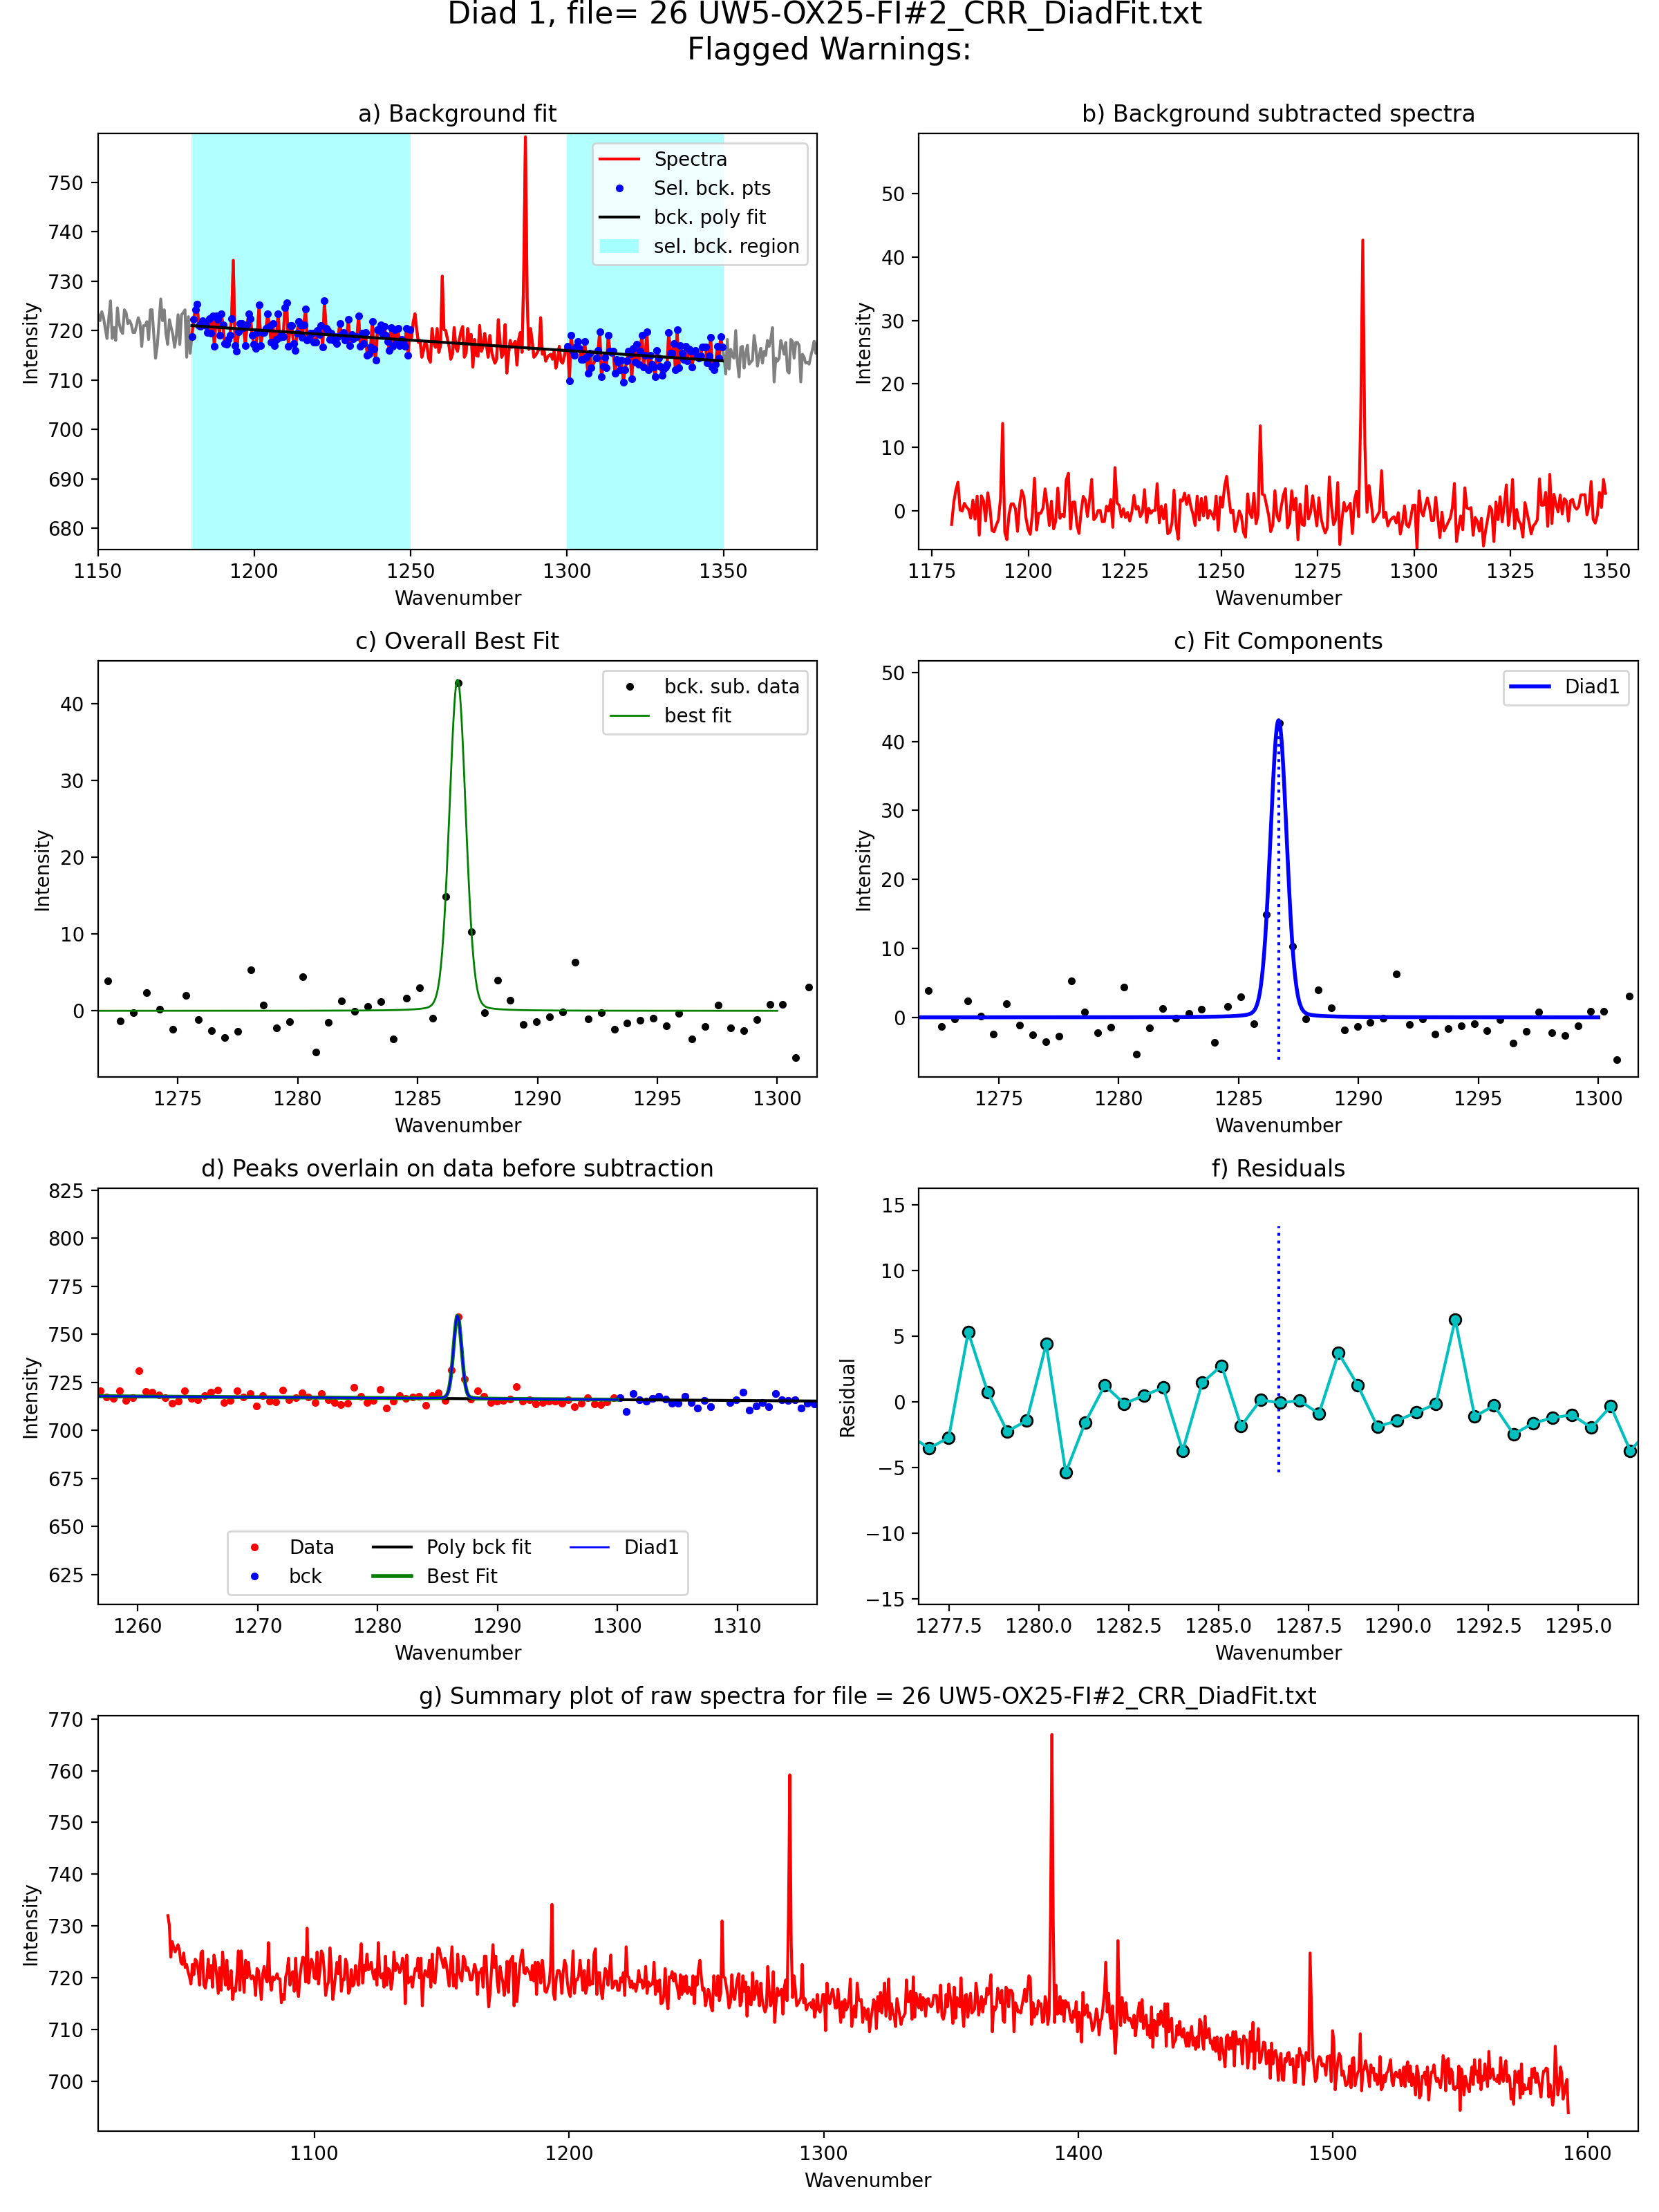 Diad 1, file= 26 UW5-OX25-FI#2_CRR_DiadFit.txt
Flagged Warnings:
a) Background fit
Intensity
750
740
730
720
710
700
690
680
1150 1200 1250 1300 1350
Wavenumber
Spectra
Sel. bck. pts
bck. poly fit
sel. bck. region
b) Background subtracted spectra
Intensity
50
40
30
20
10
0
1175 1200 1225 1250 1275 1300 1325 1350
Wavenumber
c) Overall Best Fit
Intensity
40
30
20
10
0
1275 1280 1285 1290 1295 1300
Wavenumber
bck. sub. data
best fit
c) Fit Components
Intensity
50
40
30
20
10
0
1275 1280 1285 1290 1295 1300
Wavenumber
Diad1
d) Peaks overlain on data before subtraction
Intensity
825
800
775
750
725
700
675
650
625
1260 1270 1280 1290 1300 1310
Wavenumber
Data Poly bck fit Diad1
bck Best Fit
f) Residuals
Residual
15
10
5
0
−5
−10
−15
1277.5 1280.0 1282.5 1285.0 1287.5 1290.0 1292.5 1295.0
Wavenumber
g) Summary plot of raw spectra for file = 26 UW5-OX25-FI#2_CRR_DiadFit.txt
Intensity
770
760
750
740
730
720
710
700
1100 1200 1300 1400 1500 1600
Wavenumber